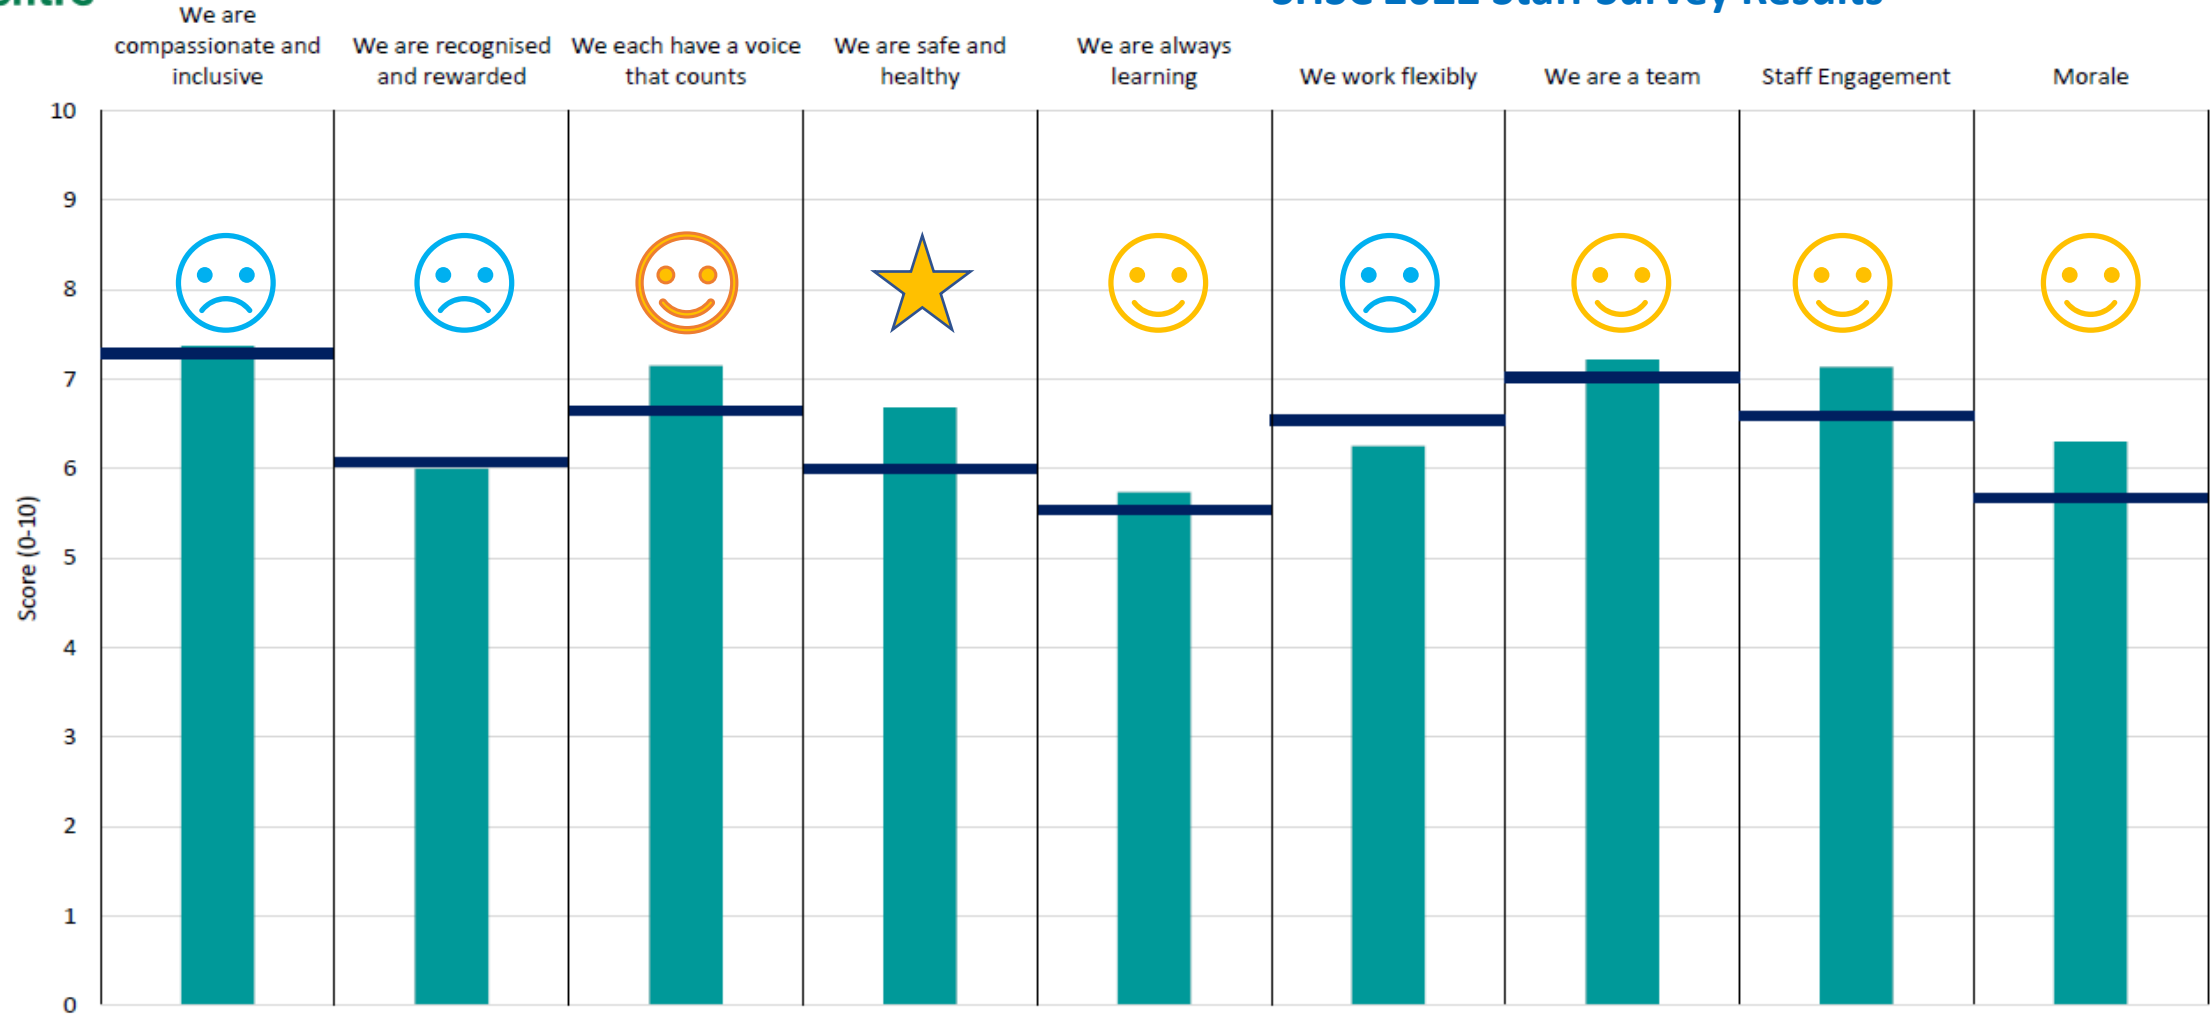 We are
compassionate and
inclusive
We are recognised
and rewarded
We each have a voice
that counts
We are safe and
healthy
We are always
learning
We work flexibly
We are a team
Staff Engagement
Morale
10
9
8
7
6
5
4
3
2
1
0
Score (0-10)